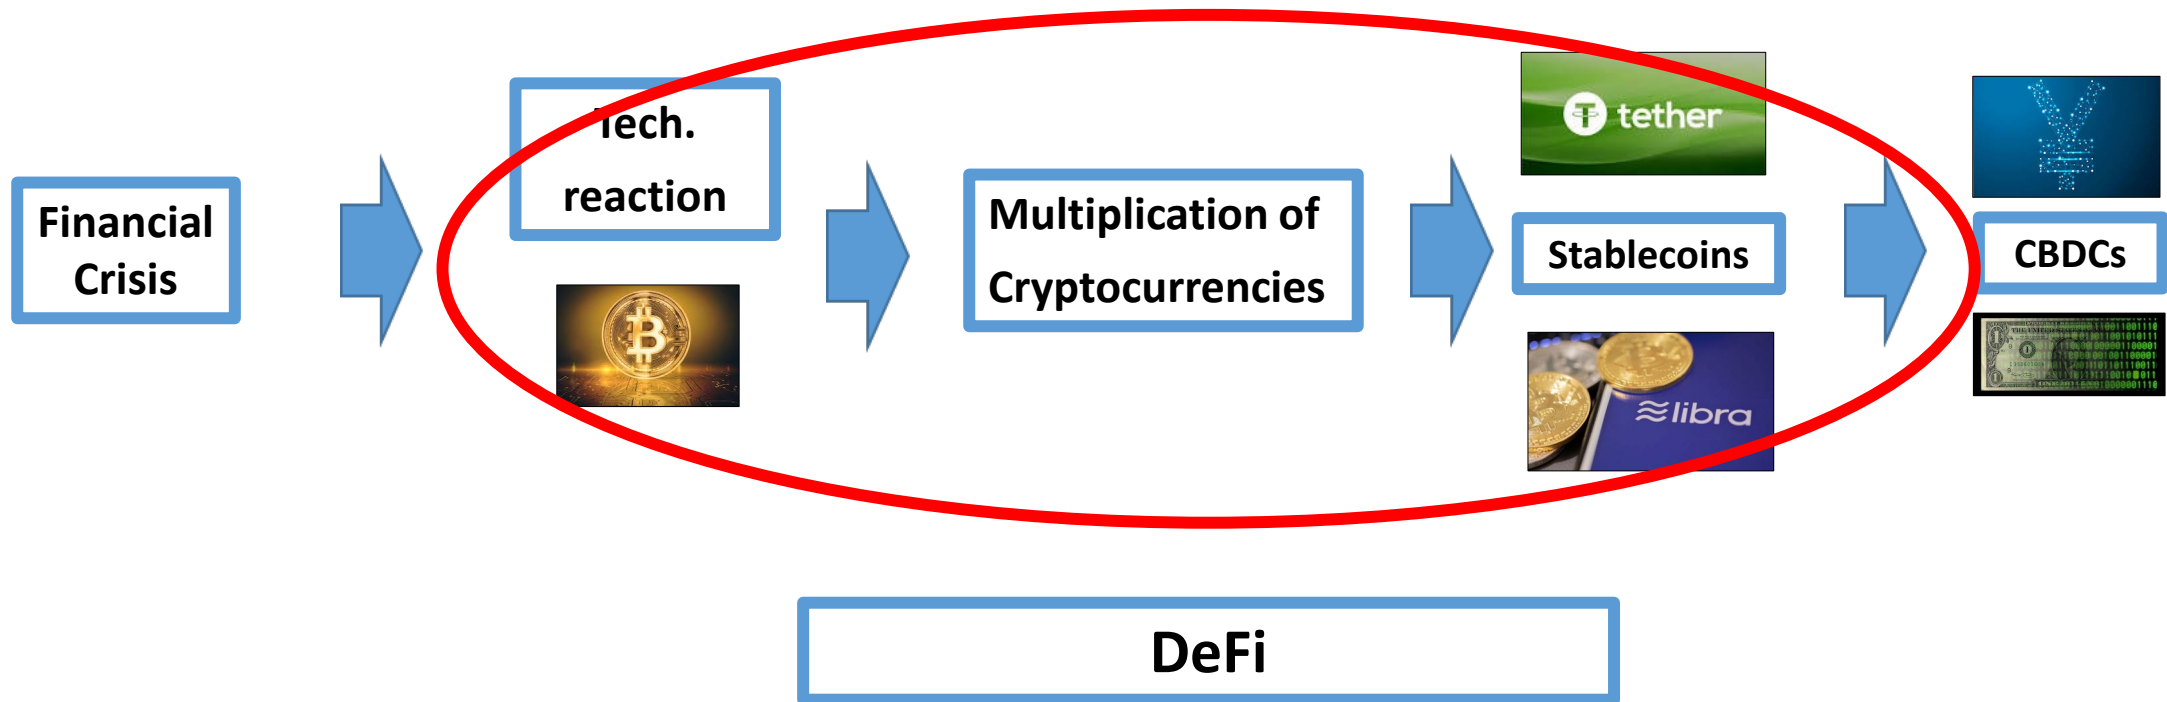 Financial
Crisis
Tech.
reaction
Multiplication of
Cryptocurrencies
tether
Stablecoins
libra
CBDCs
DeFi